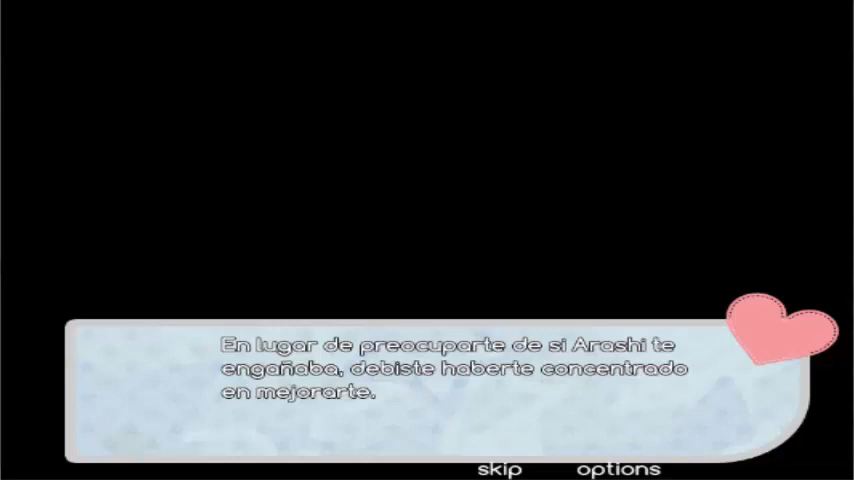 En lugar de preocuparte de si Arashi te
engañaba, debiste haberte concentrado
en mejorarte.
skip options